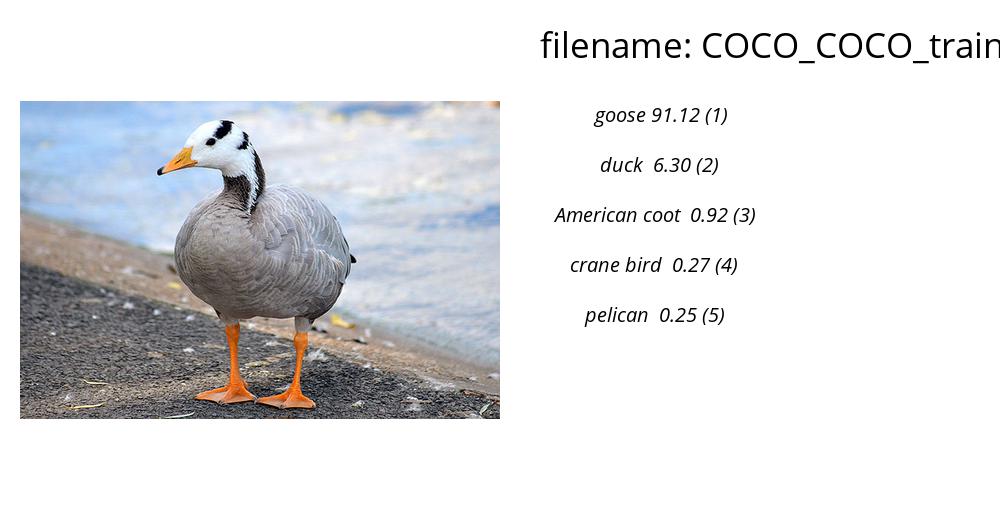 filename: COCO_COCO_train
goose 91.12 (1)
duck 6.30 (2)
American coot 0.92 (3)
crane bird 0.27 (4)
pelican 0.25 (5)